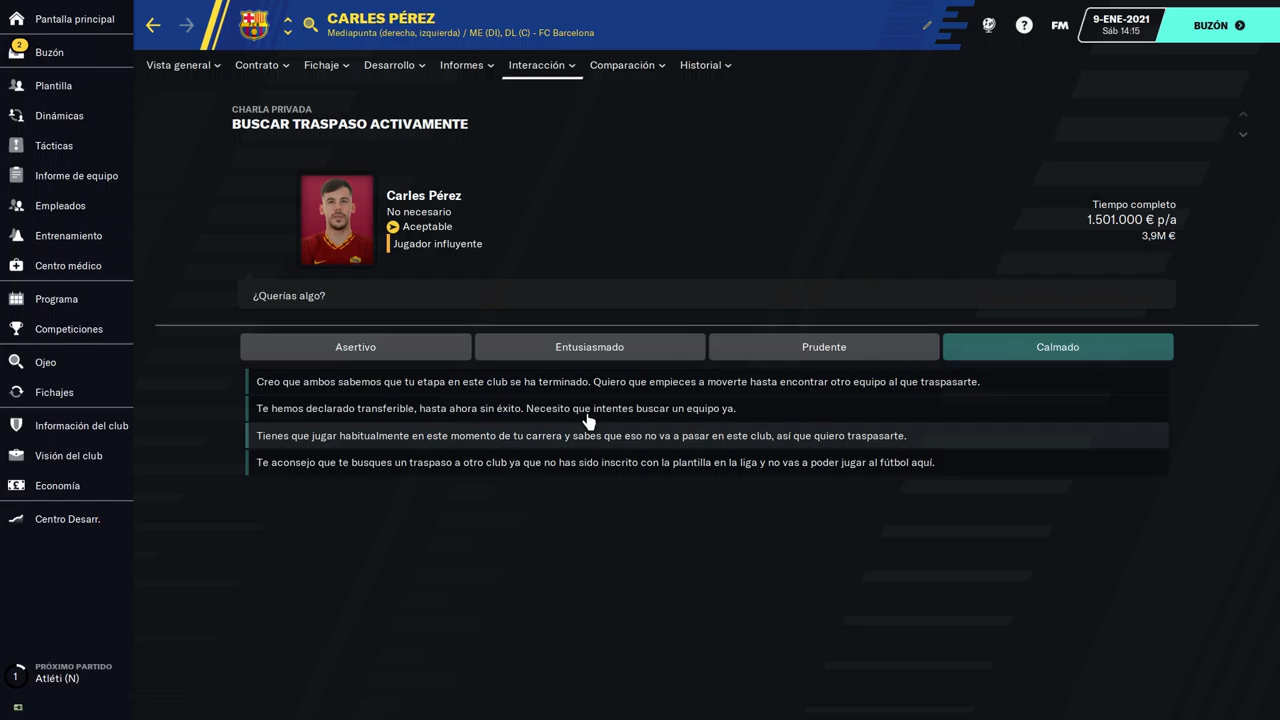 Pantalla principal
2
Buzón
Plantilla
Dinámicas
Tácticas
Informe de equipo
Empleados
Entrenamiento
Centro médico
Programa
Competiciones
Ojeo
Fichajes
Información del club
Visión del club
Economía
Centro Desarr.
PRÓXIMO PARTIDO
1
Atléti (N)
CARLES PÉREZ
Mediapunta (derecha, izquierda) / ME (DI), DL (C) - FC Barcelona
?
FM
9-ENE-2021
Sáb 14:15
BUZÓN
Vista general
Contrato
Fichaje
Desarrollo
Informes
Interacción
Comparación
Historial
CHARLA PRIVADA
BUSCAR TRASPASO ACTIVAMENTE
Carles Pérez
No necesario
Aceptable
Jugador influyente
Tiempo completo
1.501.000 € p/a
3,9M €
¿Querías algo?
Asertivo
Entusiasmado
Prudente
Calmado
Creo que ambos sabemos que tu etapa en este club se ha terminado. Quiero que empieces a moverte hasta encontrar otro equipo al que traspasarte.
Te hemos declarado transferible, hasta ahora sin éxito. Necesito que intentes buscar un equipo ya.
Tienes que jugar habitualmente en este momento de tu carrera y sabes que eso no va a pasar en este club, así que quiero traspasarte.
Te aconsejo que te busques un traspaso a otro club ya que no has sido inscrito con la plantilla en la liga y no vas a poder jugar al fútbol aquí.